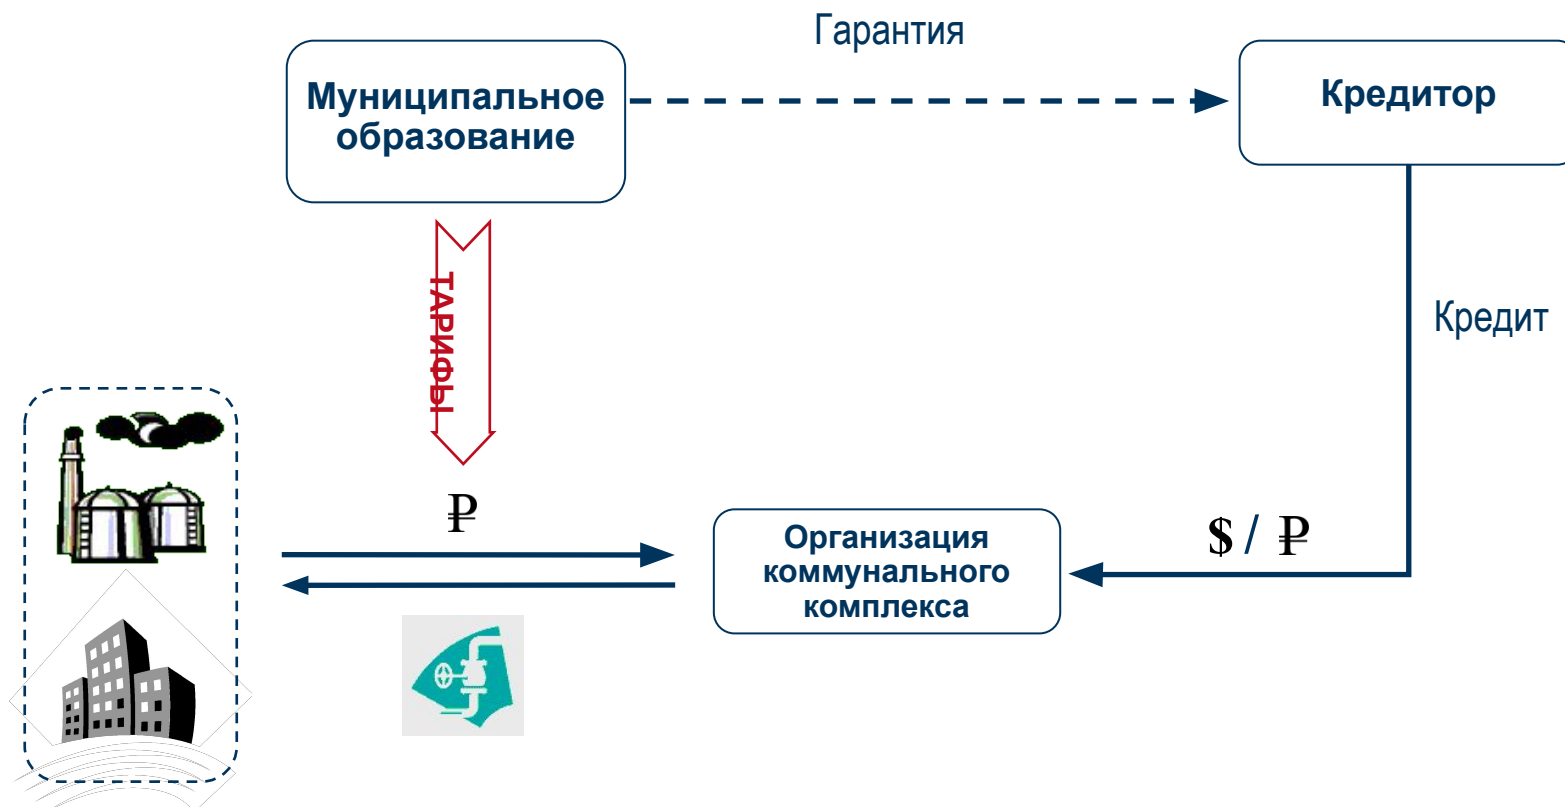 Гарантия
Муниципальное
образование
Кредитор
ТАРИФЫ
Кредит
₽
$ / ₽
Организация
коммунального
комплекса